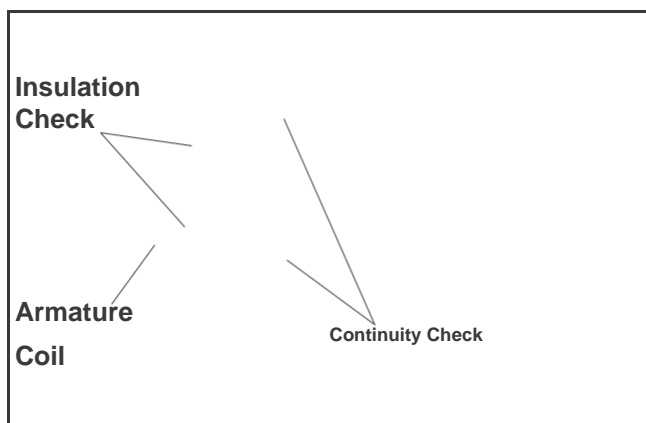 Insulation
Check
Armature
Coil
Continuity Check